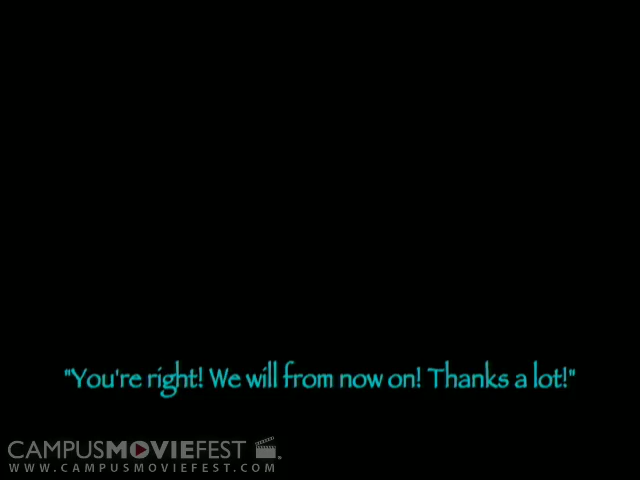 "You're right! We will from now on! Thanks a lot!"
CAMPUSMOVIEFEST
WWW.CAMPUSMOVIEFEST.COM